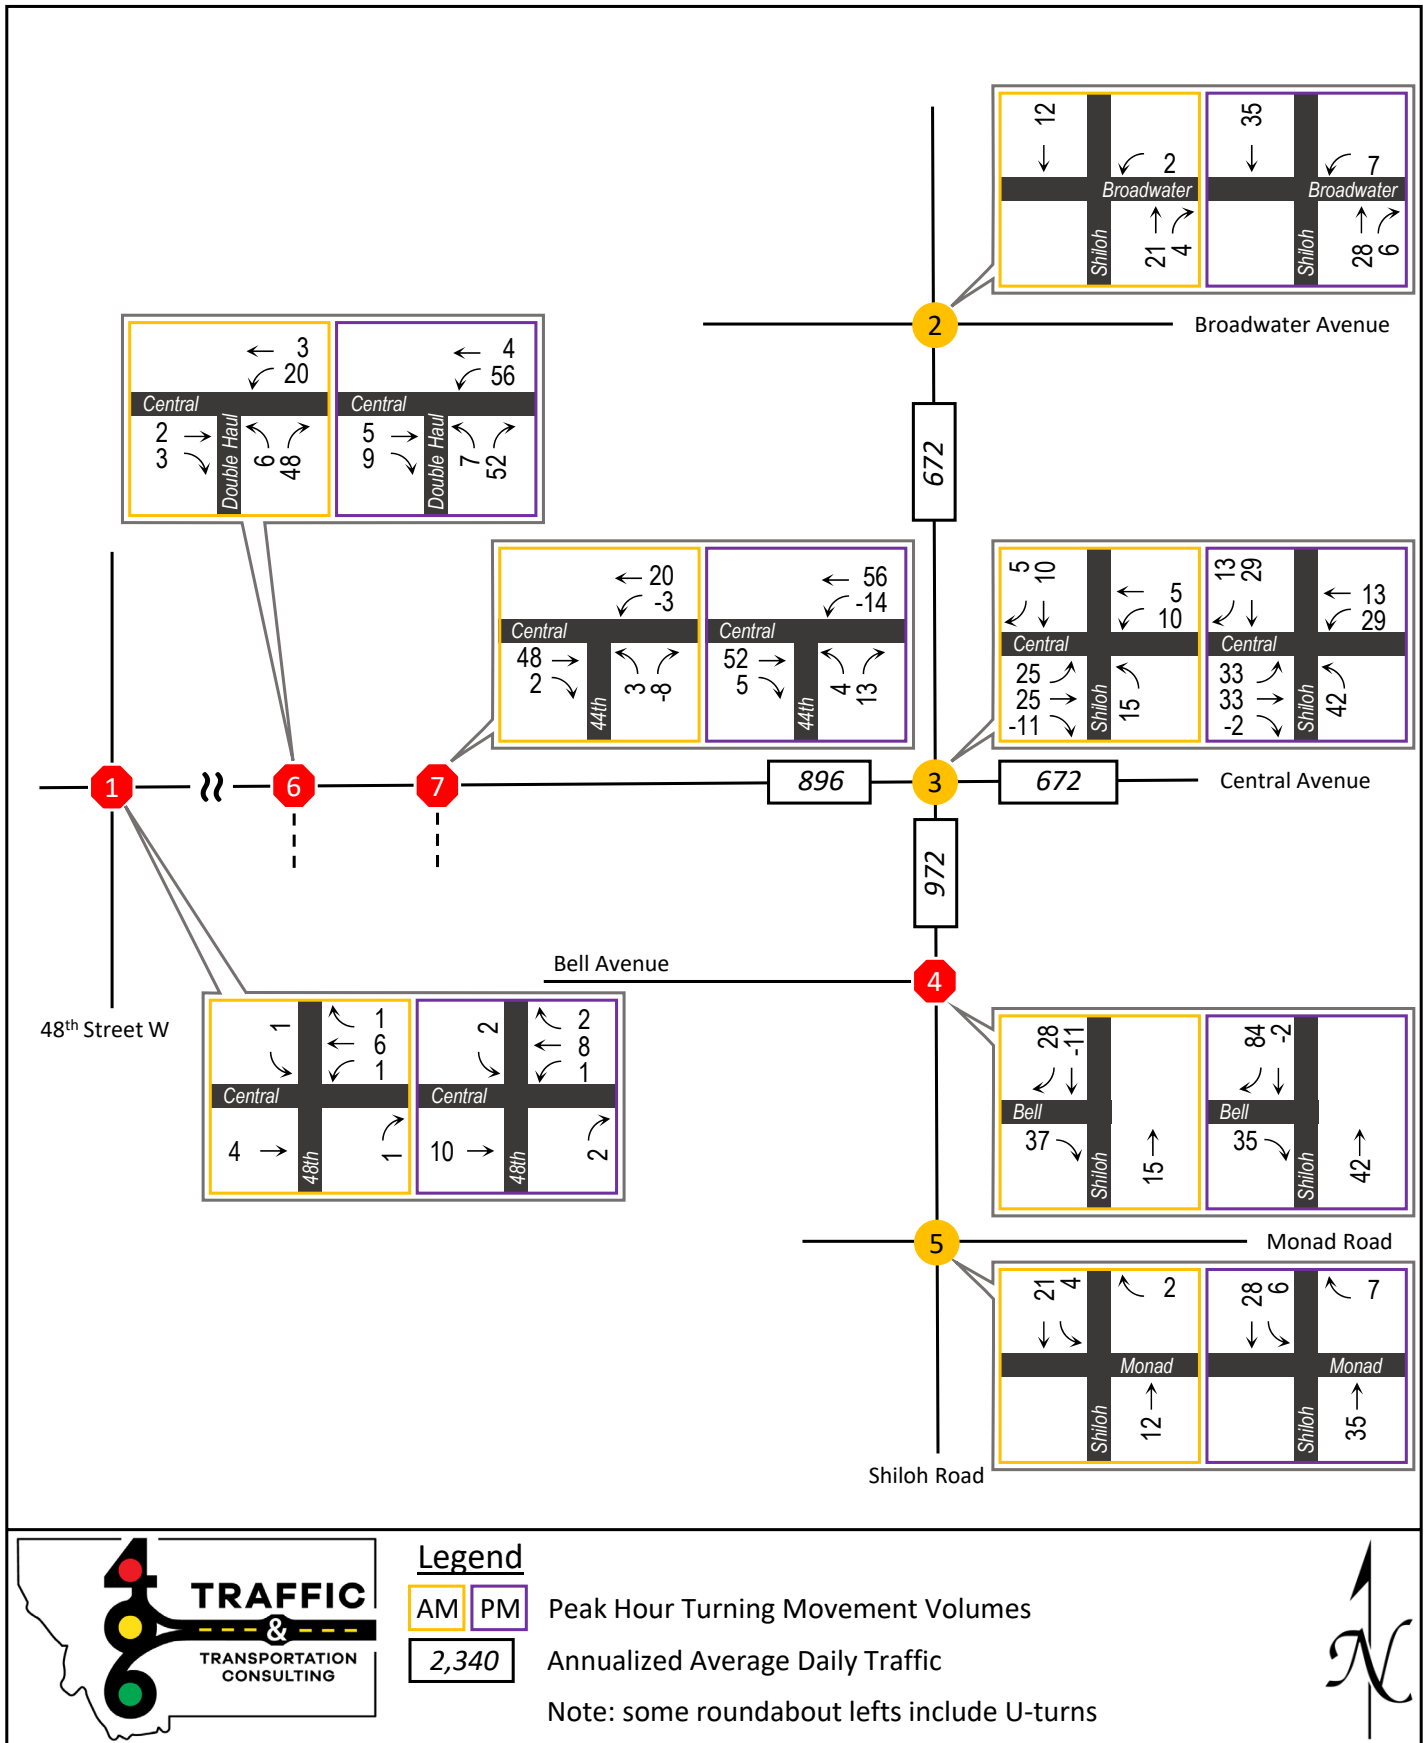 12
2
Broadwater
Shiloh
21
4
35
7
Broadwater
Shiloh
28
6
2
Broadwater Avenue
3
20
Central
2
3
Double Haul
6
48
4
56
Central
5
9
Double Haul
7
52
672
20
-3
Central
48
2
44th
3
-8
56
-14
Central
52
5
44th
4
13
5
10
5
10
Central
25
25
-11
Shiloh
15
13
29
13
29
Central
33
33
-2
Shiloh
42
1
6
7
896
3
672
Central Avenue
972
Bell Avenue
4
48th Street W
1
1
6
1
Central
4
48th
1
2
2
8
1
Central
10
48th
2
28
-11
Bell
37
Shiloh
15
84
-2
Bell
35
Shiloh
42
5
Monad Road
21
4
2
Monad
Shiloh
12
28
6
7
Monad
Shiloh
35
Shiloh Road
406
TRAFFIC
&
TRANSPORTATION
CONSULTING
Legend
AM PM Peak Hour Turning Movement Volumes
2,340 Annualized Average Daily Traffic
Note: some roundabout lefts include U-turns
N